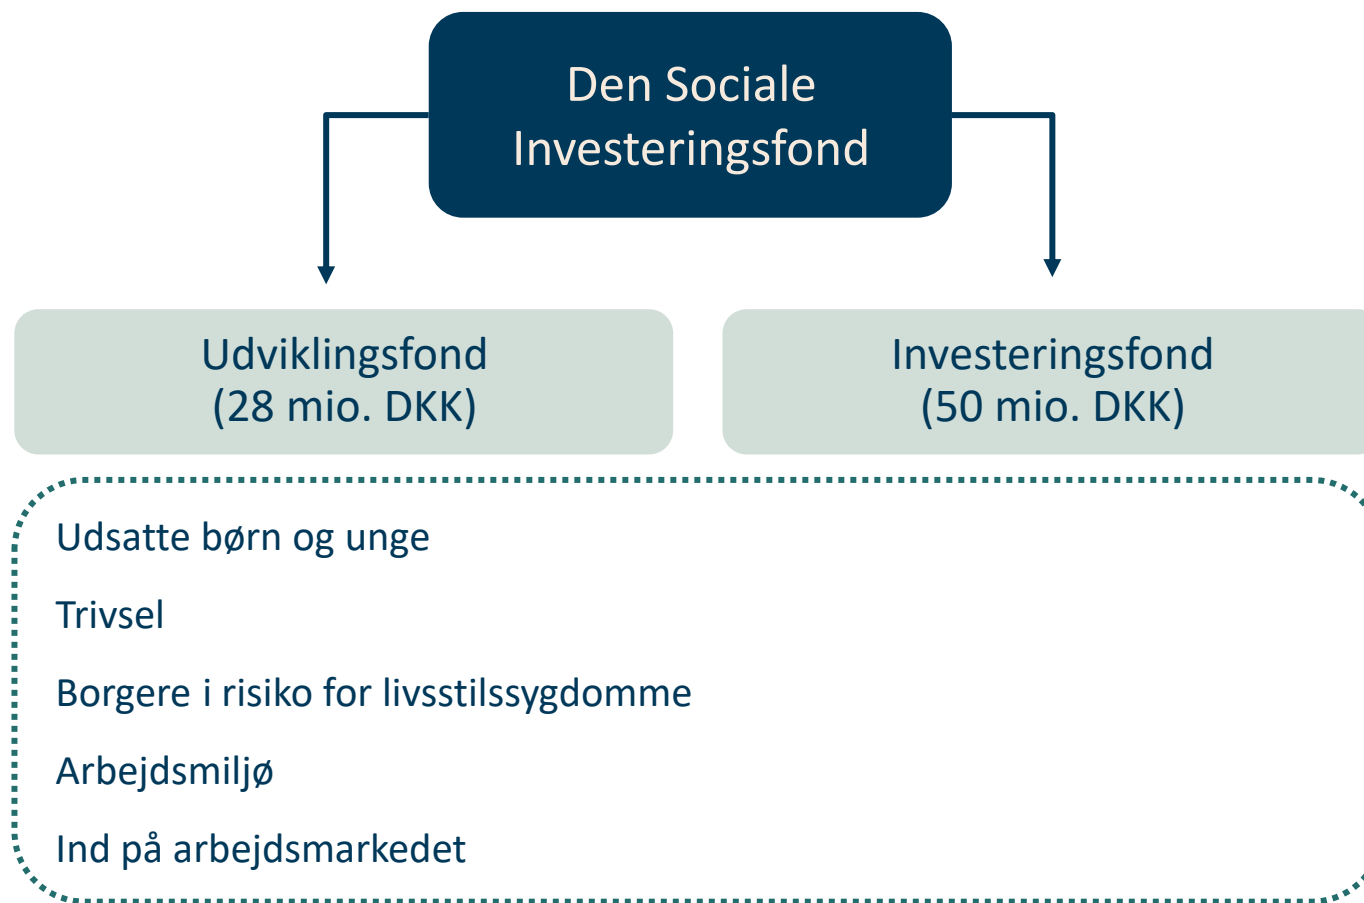 Den Sociale
Investeringsfond
Udviklingsfond
(28 mio. DKK)
Investeringsfond
(50 mio. DKK)
Udsatte børn og unge
Trivsel
Borgere i risiko for livsstilssygdomme
Arbejdsmiljø
Ind på arbejdsmarkedet